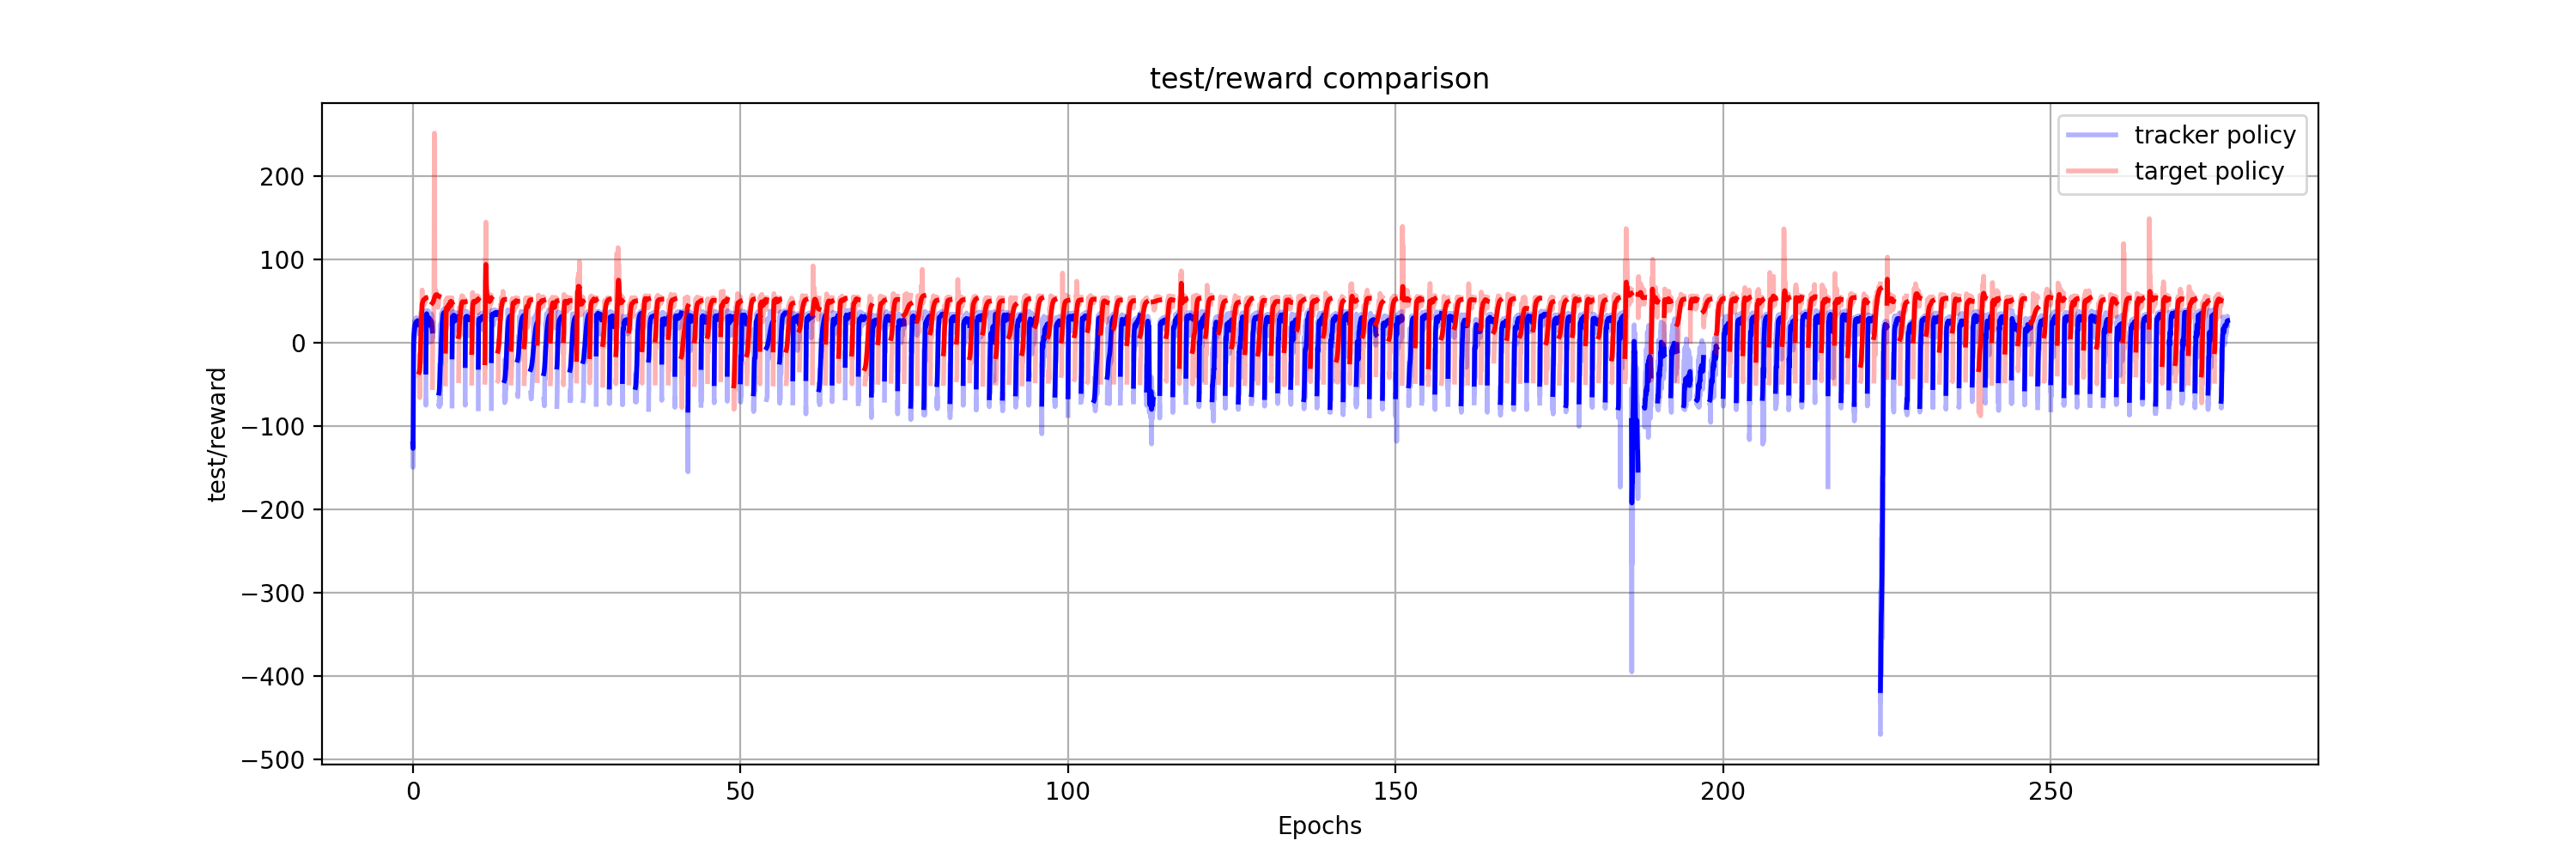 test/reward comparison
tracker policy
target policy
200
100
0
−100
−200
−300
−400
−500
test/reward
0
50
100
150
200
250
Epochs